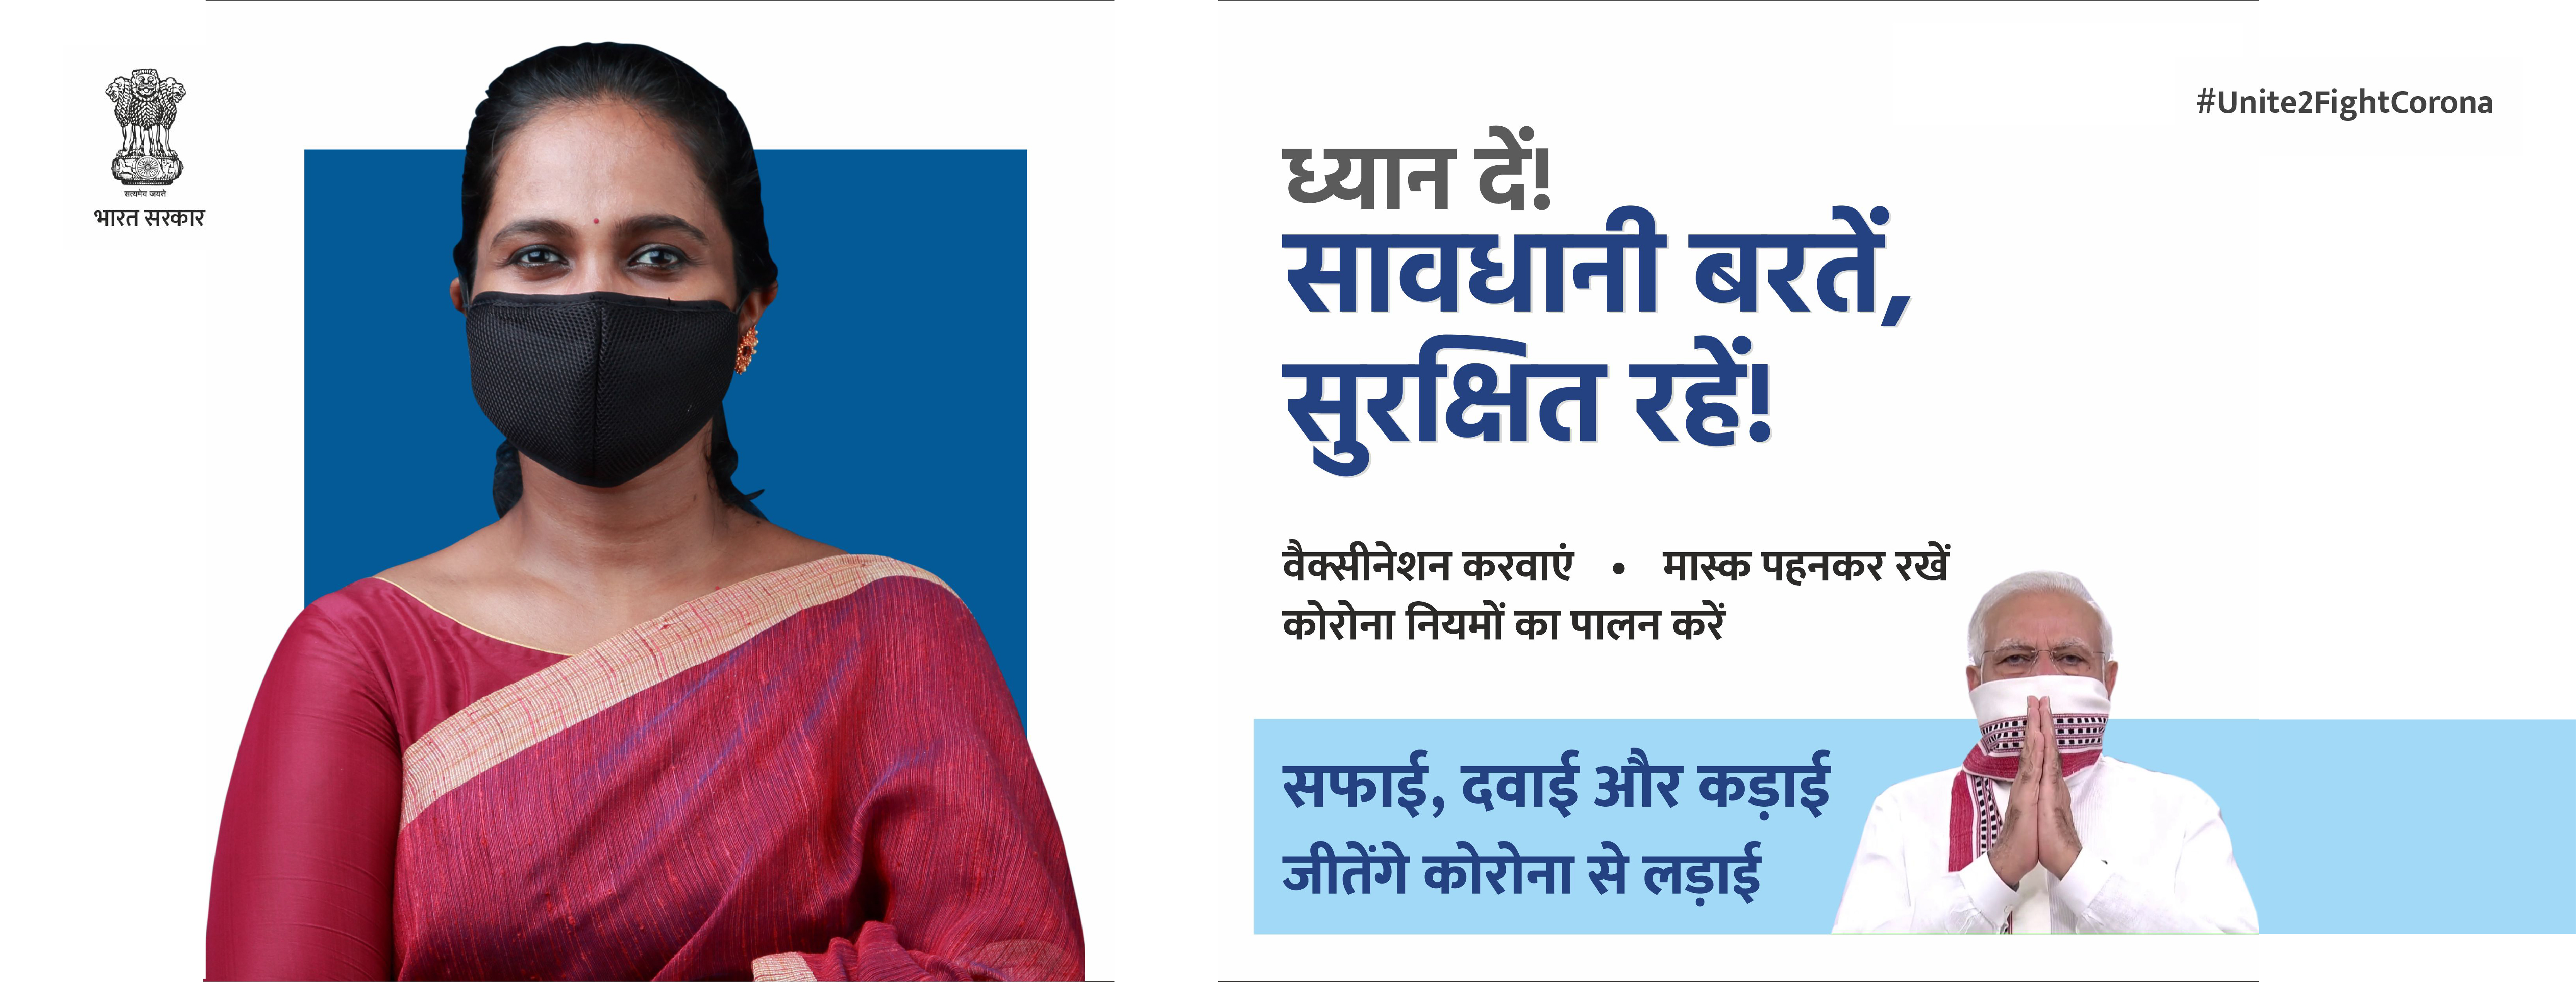 सत्यमेव जयते
भारत सरकार
#Unite2FightCorona
ध्यान दें!
सावधानी बरतें,
सुरक्षित रहें!
वैक्सीनेशन करवाएं • मास्क पहनकर रखें
कोरोना नियमों का पालन करें
सफाई, दवाई और कड़ाई
जीतेंगे कोरोना से लड़ाई